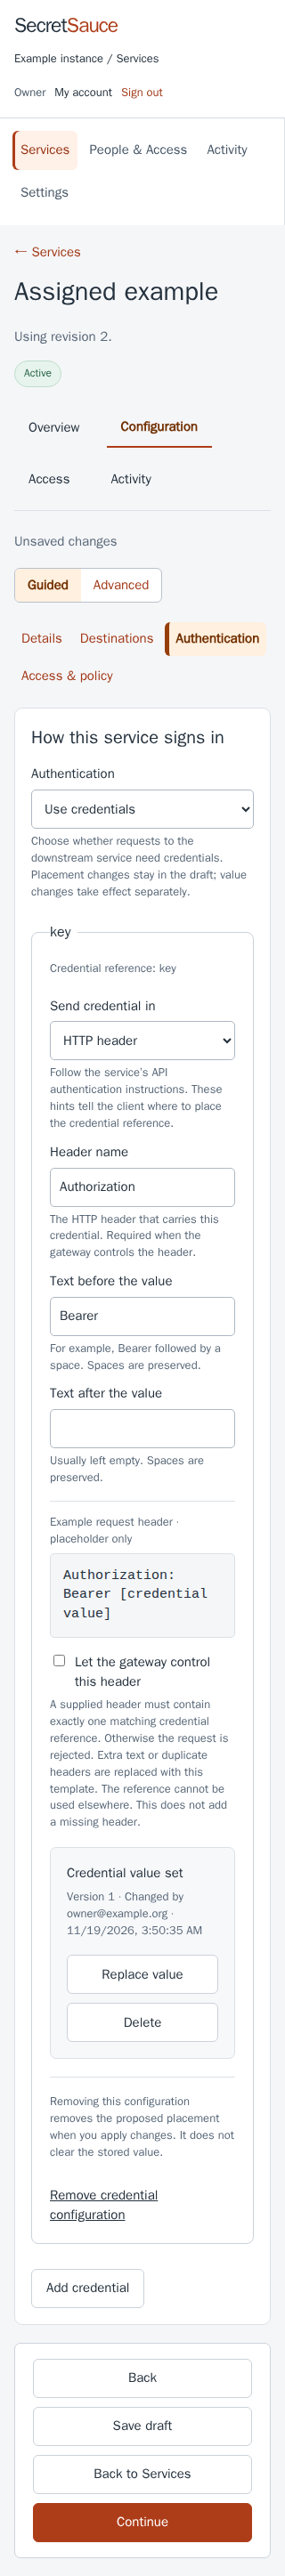 SecretSauce
Example instance / Services
Owner My account Sign out
Services People & Access Activity
Settings
← Services
Assigned example
Using revision 2.
Active
Overview Configuration
Access Activity
Unsaved changes
Guided Advanced
Details Destinations Authentication
Access & policy
How this service signs in
Authentication
Use credentials
Choose whether requests to the
downstream service need credentials.
Placement changes stay in the draft; value
changes take effect separately.
key
Credential reference: key
Send credential in
HTTP header
Follow the service's API
authentication instructions. These
hints tell the client where to place
the credential reference.
Header name
Authorization
The HTTP header that carries this
credential. Required when the
gateway controls the header.
Text before the value
Bearer
For example, Bearer followed by a
space. Spaces are preserved.
Text after the value
Usually left empty. Spaces are
preserved.
Example request header ·
placeholder only
Authorization:
Bearer [credential
value]
Let the gateway control
this header
A supplied header must contain
exactly one matching credential
reference. Otherwise the request is
rejected. Extra text or duplicate
headers are replaced with this
template. The reference cannot be
used elsewhere. This does not add
a missing header.
Credential value set
Version 1 · Changed by
owner@example.org ·
11/19/2026, 3:50:35 AM
Replace value
Delete
Removing this configuration
removes the proposed placement
when you apply changes. It does not
clear the stored value.
Remove credential
configuration
Add credential
Back
Save draft
Back to Services
Continue